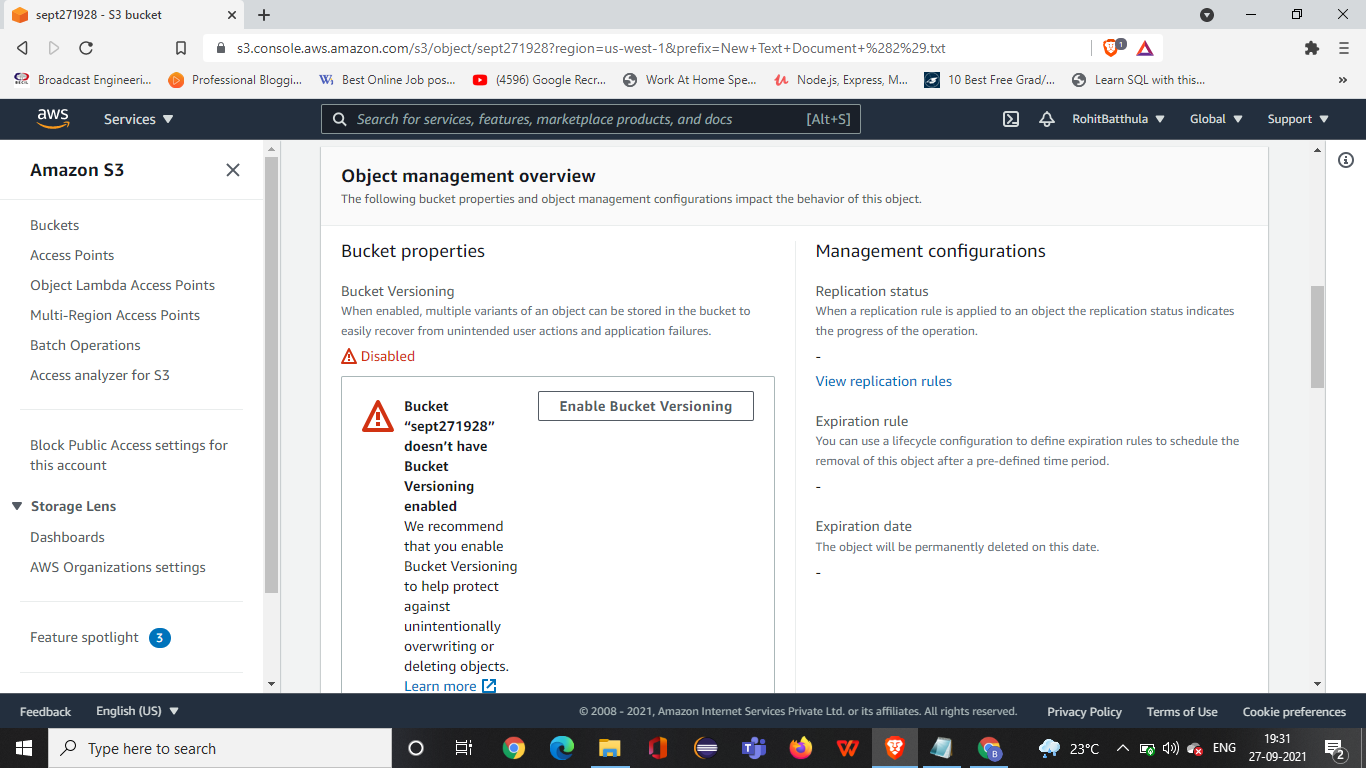 sept271928 - S3 bucket
s3.console.aws.amazon.com/s3/object/sept271928?region=us-west-1&prefix=New+Text+Document+%282%29.txt
1
Broadcast Engineeri...
Professional Bloggi...
Best Online Job pos...
(4596) Google Recr...
Work At Home Spe...
Node.js, Express, M...
10 Best Free Grad/...
Learn SQL with this...
aws
Services
Search for services, features, marketplace products, and docs
[Alt+S]
RohitBatthula
Global
Support
Amazon S3
Buckets
Access Points
Object Lambda Access Points
Multi-Region Access Points
Batch Operations
Access analyzer for S3
Block Public Access settings for
this account
Storage Lens
Dashboards
AWS Organizations settings
Feature spotlight 3
Object management overview
The following bucket properties and object management configurations impact the behavior of this object.
Bucket properties
Bucket Versioning
When enabled, multiple variants of an object can be stored in the bucket to
easily recover from unintended user actions and application failures.
Disabled
Bucket
“sept271928”
doesn’t have
Bucket
Versioning
enabled
We recommend
that you enable
Bucket Versioning
to help protect
against
unintentionally
overwriting or
deleting objects.
Learn more
Enable Bucket Versioning
Management configurations
Replication status
When a replication rule is applied to an object the replication status indicates
the progress of the operation.
-
View replication rules
Expiration rule
You can use a lifecycle configuration to define expiration rules to schedule the
removal of this object after a pre-defined time period.
-
Expiration date
The object will be permanently deleted on this date.
-
Feedback
English (US)
© 2008 - 2021, Amazon Internet Services Private Ltd. or its affiliates. All rights reserved.
Privacy Policy
Terms of Use
Cookie preferences
Type here to search
23°C
ENG
19:31
27-09-2021
2